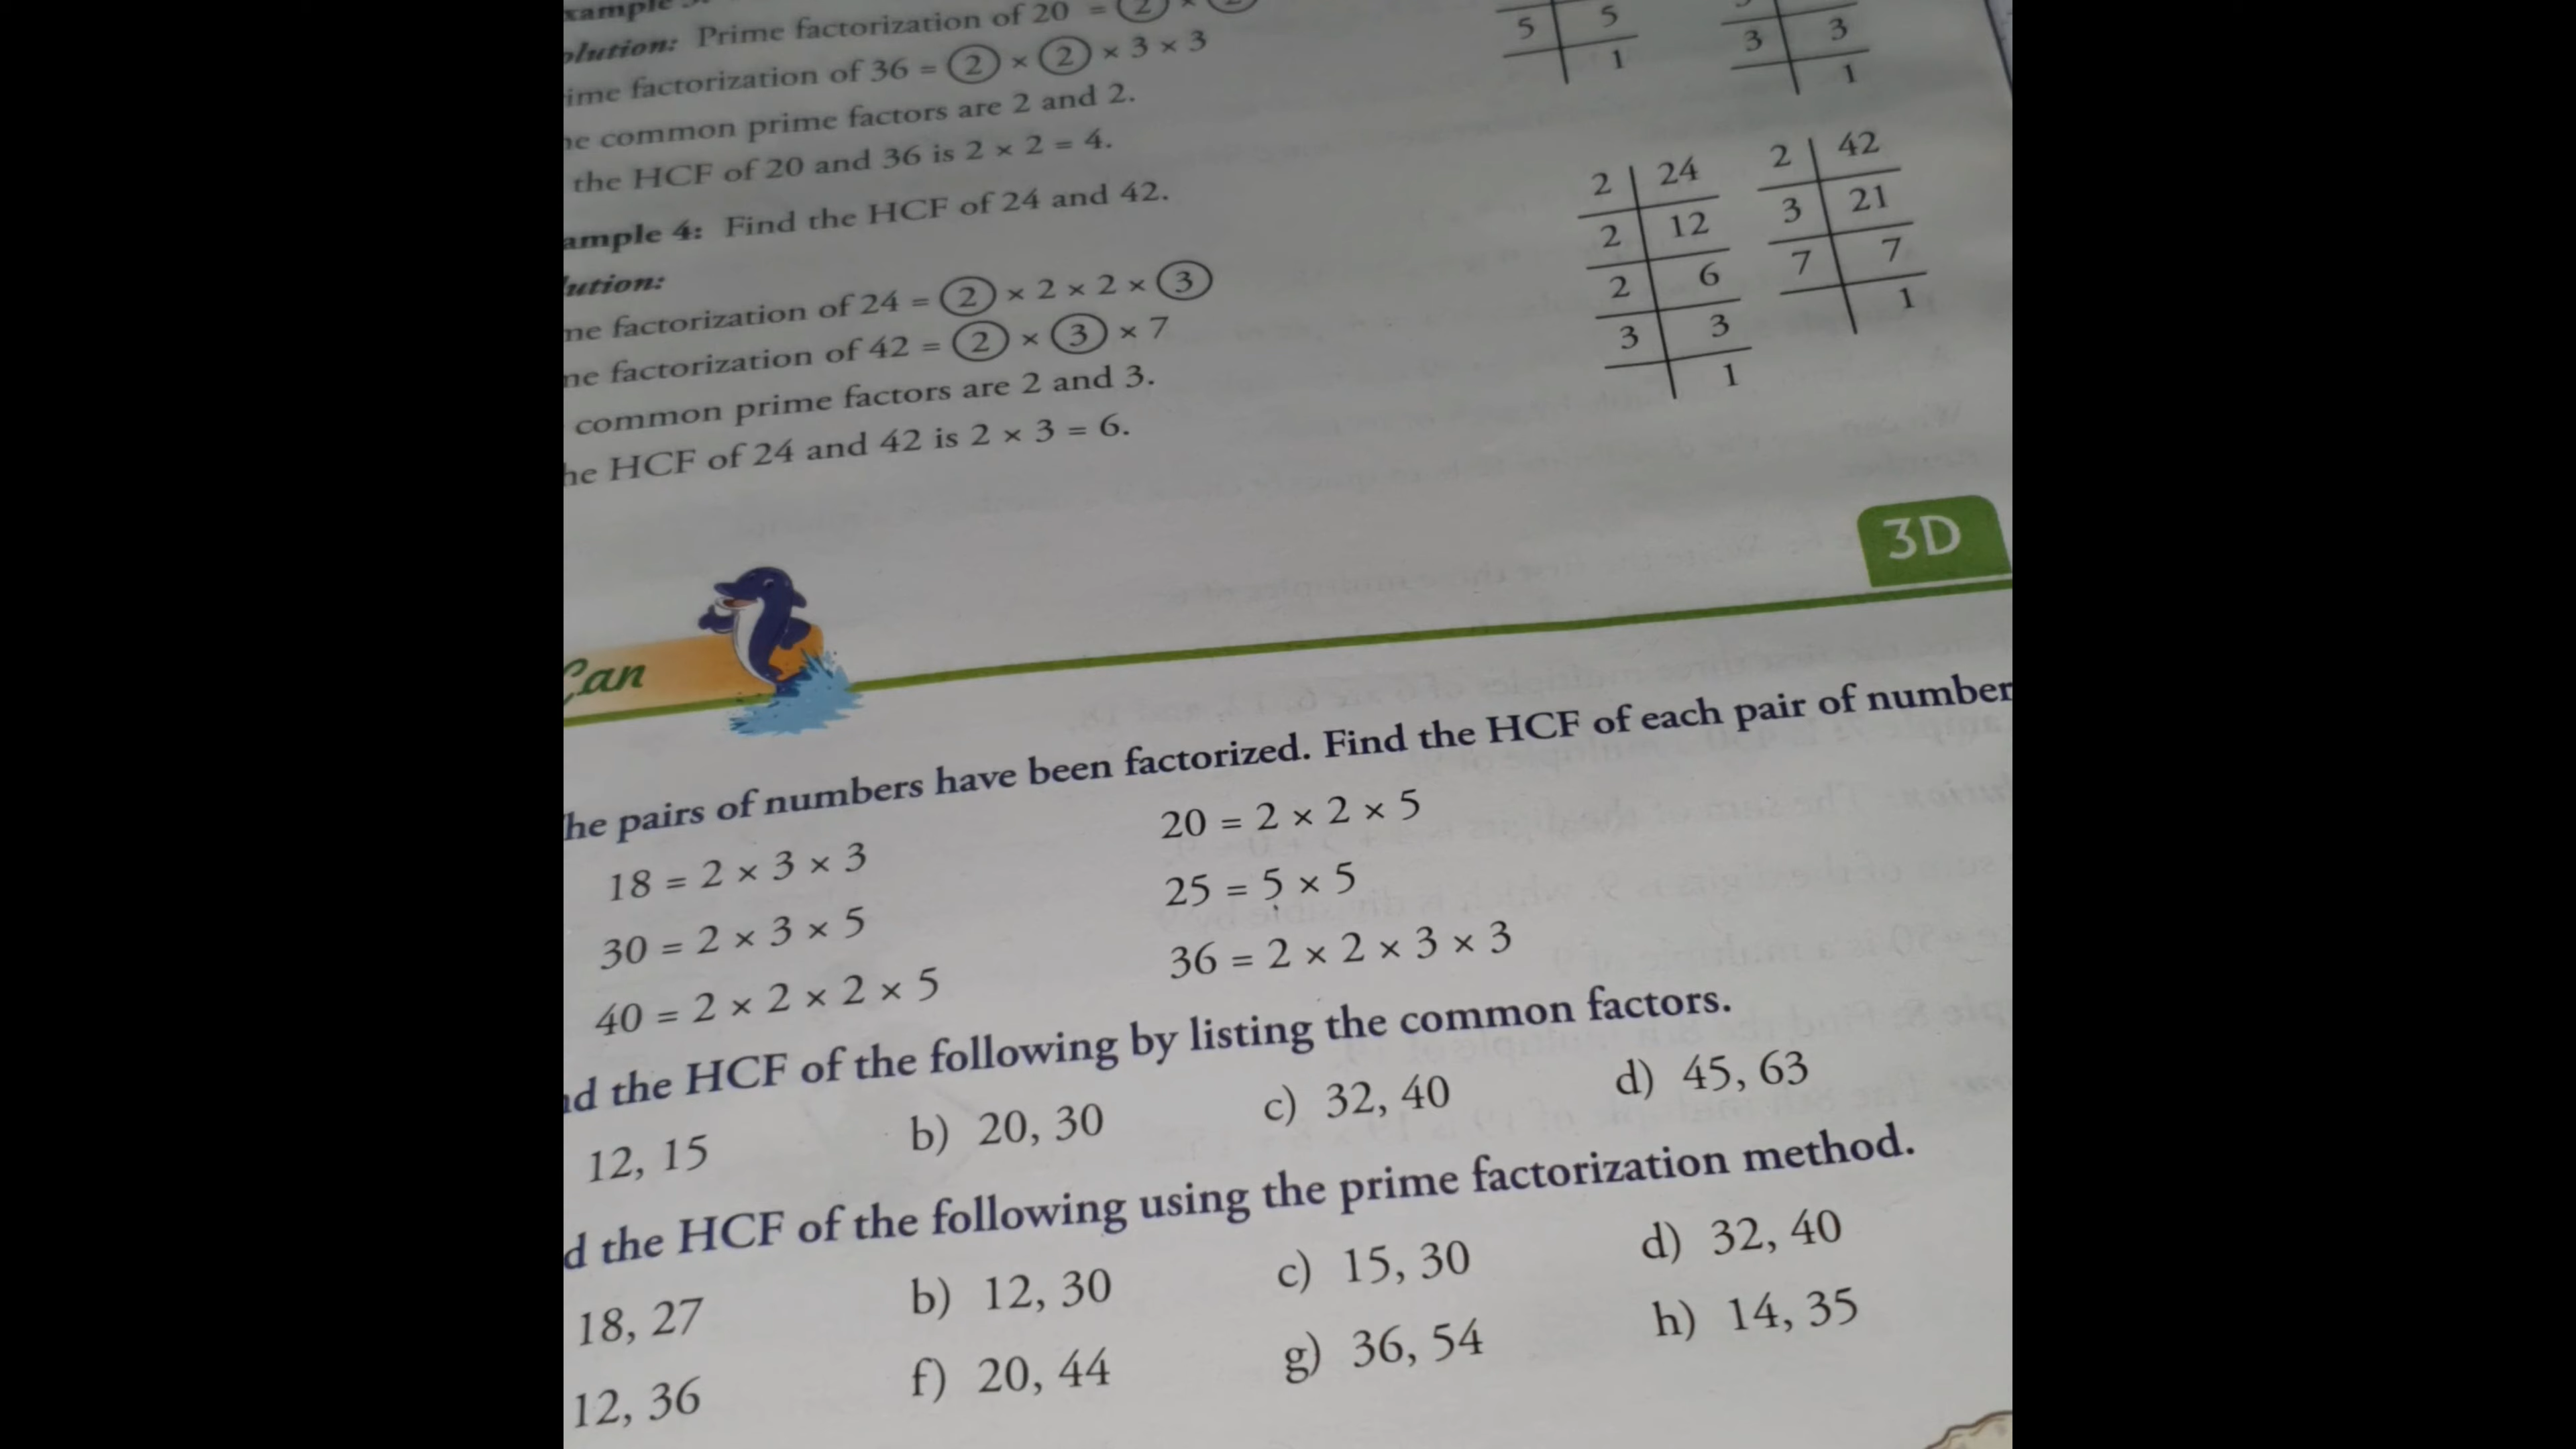 olution: Prime factorization of 20 = 2 ×
ime factorization of 36 = 2 × 2 × 3 × 3
he common prime factors are 2 and 2.
the HCF of 20 and 36 is 2 × 2 = 4.
5 | 5
1
3 | 3
1
ample 4: Find the HCF of 24 and 42.
lution:
me factorization of 24 = 2 × 2 × 2 × 3
me factorization of 42 = 2 × 3 × 7
common prime factors are 2 and 3.
he HCF of 24 and 42 is 2 × 3 = 6.
2 | 24
2 | 12
2 | 6
3 | 3
1
2 | 42
3 | 21
7 | 7
1
3D
Can
he pairs of numbers have been factorized. Find the HCF of each pair of number
18 = 2 × 3 × 3 20 = 2 × 2 × 5
30 = 2 × 3 × 5 25 = 5 × 5
40 = 2 × 2 × 2 × 5 36 = 2 × 2 × 3 × 3
nd the HCF of the following by listing the common factors.
12, 15 b) 20, 30 c) 32, 40 d) 45, 63
d the HCF of the following using the prime factorization method.
18, 27 b) 12, 30 c) 15, 30 d) 32, 40
12, 36 f) 20, 44 g) 36, 54 h) 14, 35